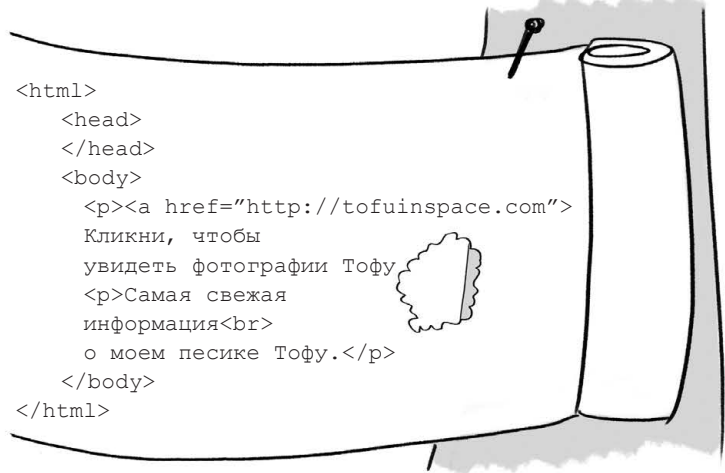 <html>
<head>
</head>
<body>
<p><a href=”http://tofuinspace.com”>
Кликни, чтобы
увидеть фотографии Тофу
<p>Самая свежая
информация<br>
о моем песике Тофу.</p>
</body>
</html>